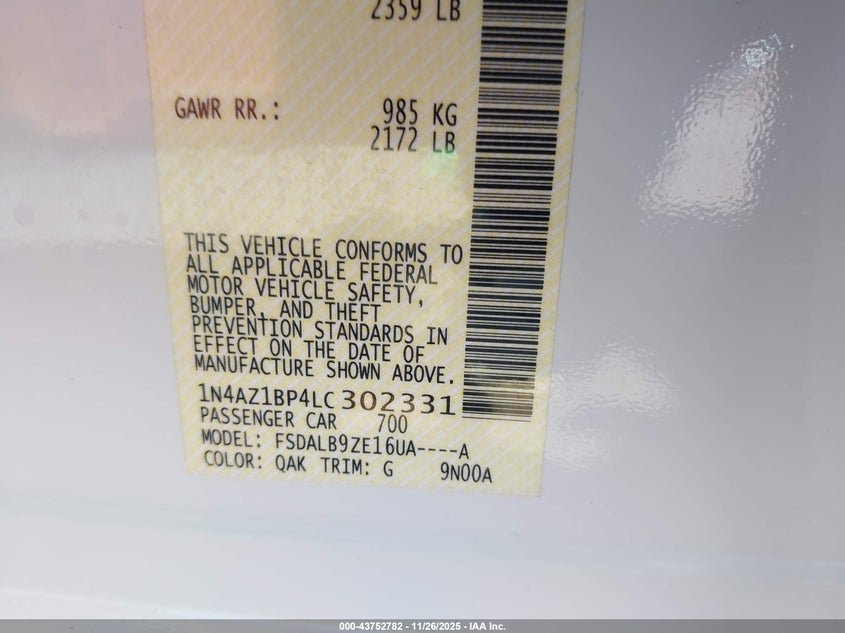 2359 LB
GAWR RR.: 985 KG
2172 LB
THIS VEHICLE CONFORMS TO
ALL APPLICABLE FEDERAL
MOTOR VEHICLE SAFETY,
BUMPER, AND THEFT
PREVENTION STANDARDS IN
EFFECT ON THE DATE OF
MANUFACTURE SHOWN ABOVE.
1N4AZ1BP4LC302331
PASSENGER CAR 700
MODEL: FSDALB9ZE16UA----A
COLOR: QAK TRIM: G 9N00A
000-43752782 - 11/26/2025 - IAA Inc.